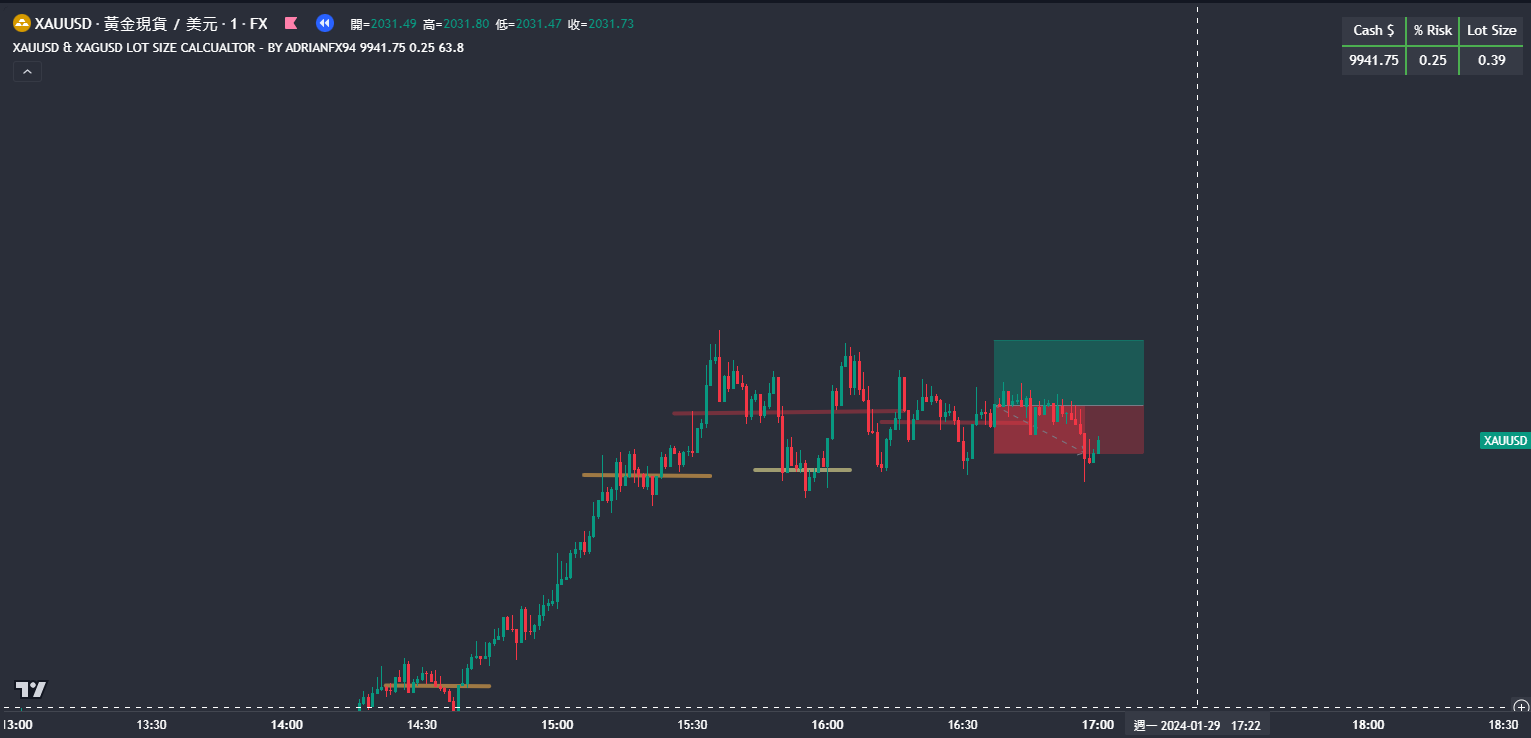 XAUUSD · 黃金現貨 / 美元 · 1 · FX 開=2031.49 高=2031.80 低=2031.47 收=2031.73
XAUUSD & XAGUSD LOT SIZE CALCUALTOR - BY ADRIANFX94 9941.75 0.25 63.8
Cash $ % Risk Lot Size
9941.75 0.25 0.39
XAUUSD
13:00 13:30 14:00 14:30 15:00 15:30 16:00 16:30 17:00 週一 2024-01-29 17:22 18:00 18:30